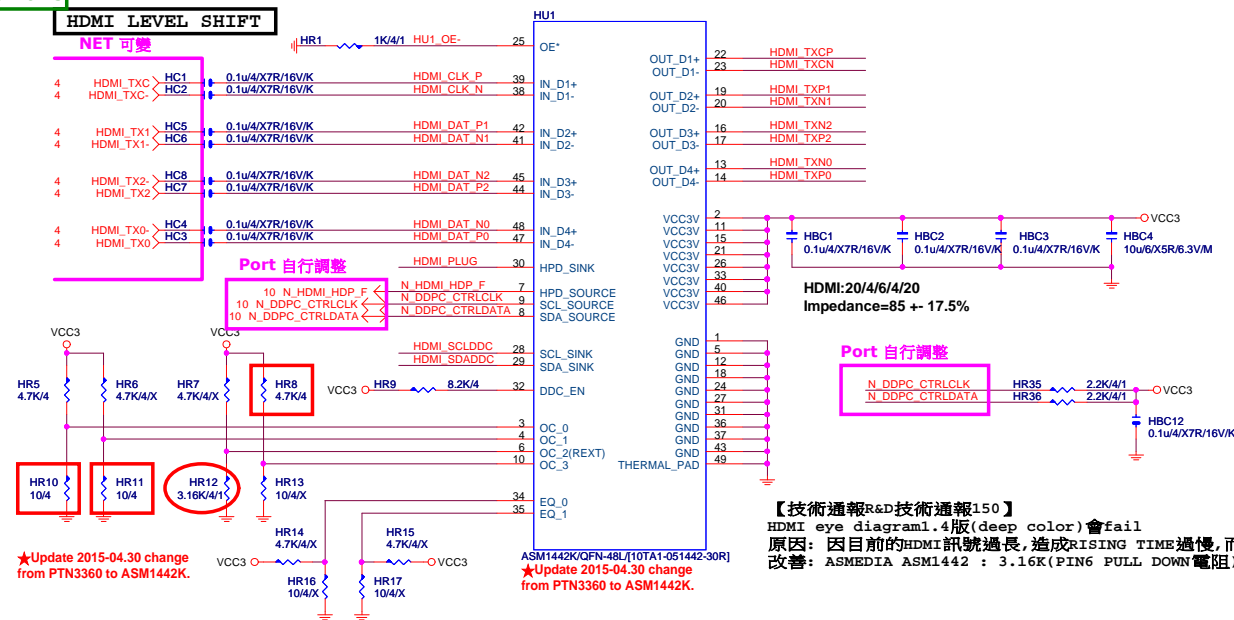 HDMI LEVEL SHIFT
NET 可變
4 HDMI_TXC HC1 0.1u/4/X7R/16V/K HDMI_CLK_P 39 IN_D1+
4 HDMI_TXC- HC2 0.1u/4/X7R/16V/K HDMI_CLK_N 38 IN_D1-
4 HDMI_TX1 HC5 0.1u/4/X7R/16V/K HDMI_DAT_P1 42 IN_D2+
4 HDMI_TX1- HC6 0.1u/4/X7R/16V/K HDMI_DAT_N1 41 IN_D2-
4 HDMI_TX2- HC8 0.1u/4/X7R/16V/K HDMI_DAT_N2 45 IN_D3+
4 HDMI_TX2 HC7 0.1u/4/X7R/16V/K HDMI_DAT_P2 44 IN_D3-
4 HDMI_TX0- HC4 0.1u/4/X7R/16V/K HDMI_DAT_N0 48 IN_D4+
4 HDMI_TX0 HC3 0.1u/4/X7R/16V/K HDMI_DAT_P0 47 IN_D4-
HU1
HR1 1K/4/1 HU1_OE- 25 OE*
Port 自行調整
HDMI_PLUG 30 HPD_SINK
10 N_HDMI_HDP_F N_HDMI_HDP_F 7 HPD_SOURCE
10 N_DDPC_CTRLCLK N_DDPC_CTRLCLK 9 SCL_SOURCE
10 N_DDPC_CTRLDATA N_DDPC_CTRLDATA 8 SDA_SOURCE
HDMI_SCLDDC 28 SCL_SINK
HDMI_SDADDC 29 SDA_SINK
VCC3 HR9 8.2K/4 32 DDC_EN
3 OC_0
4 OC_1
6 OC_2(REXT)
10 OC_3
34 EQ_0
35 EQ_1
VCC3
VCC3
HR5 4.7K/4
HR6 4.7K/4/X
HR7 4.7K/4/X
HR8 4.7K/4
HR10 10/4
HR11 10/4
HR12 3.16K/4/1
HR13 10/4/X
HR14 4.7K/4/X
HR15 4.7K/4/X
VCC3
VCC3
HR16 10/4/X
HR17 10/4/X
★Update 2015-04.30 change
from PTN3360 to ASM1442K.
ASM1442K/QFN-48L/[10TA1-051442-30R]
★Update 2015-04.30 change
from PTN3360 to ASM1442K.
OUT_D1+ 22 HDMI_TXCP
OUT_D1- 23 HDMI_TXCN
OUT_D2+ 19 HDMI_TXP1
OUT_D2- 20 HDMI_TXN1
OUT_D3+ 16 HDMI_TXN2
OUT_D3- 17 HDMI_TXP2
OUT_D4+ 13 HDMI_TXN0
OUT_D4- 14 HDMI_TXP0
VCC3V 2
VCC3V 11
VCC3V 15
VCC3V 21
VCC3V 26
VCC3V 33
VCC3V 40
VCC3V 46
GND 1
GND 5
GND 12
GND 18
GND 24
GND 27
GND 31
GND 36
GND 37
GND 43
THERMAL_PAD 49
VCC3
HBC1 0.1u/4/X7R/16V/K
HBC2 0.1u/4/X7R/16V/K
HBC3 0.1u/4/X7R/16V/K
HBC4 10u/6/X5R/6.3V/M
HDMI:20/4/6/4/20
Impedance=85 +- 17.5%
Port 自行調整
N_DDPC_CTRLCLK HR35 2.2K/4/1 VCC3
N_DDPC_CTRLDATA HR36 2.2K/4/1
HBC12
0.1u/4/X7R/16V/K
【技術通報R&D技術通報150】
HDMI eye diagram1.4版(deep color)會fail
原因: 因目前的HDMI訊號過長,造成RISING TIME過慢,而
改善: ASMEDIA ASM1442 : 3.16K(PIN6 PULL DOWN電阻)